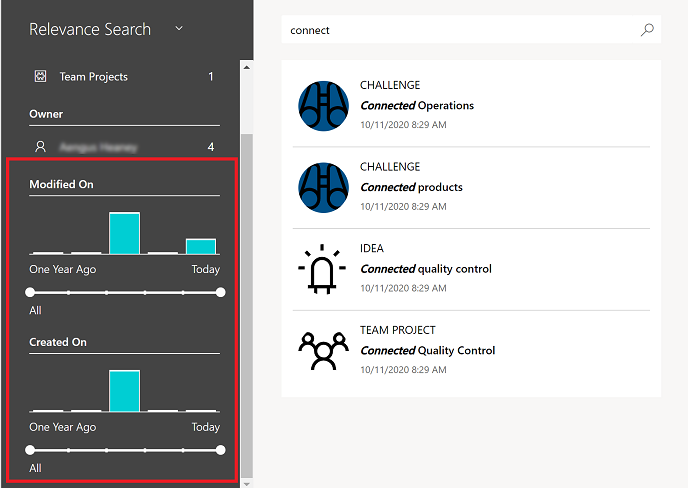 Relevance Search
Team Projects 1
Owner
4
Modified On
One Year Ago Today
All
Created On
One Year Ago Today
All
connect
CHALLENGE
Connected Operations
10/11/2020 8:29 AM
CHALLENGE
Connected products
10/11/2020 8:29 AM
IDEA
Connected quality control
10/11/2020 8:29 AM
TEAM PROJECT
Connected Quality Control
10/11/2020 8:29 AM